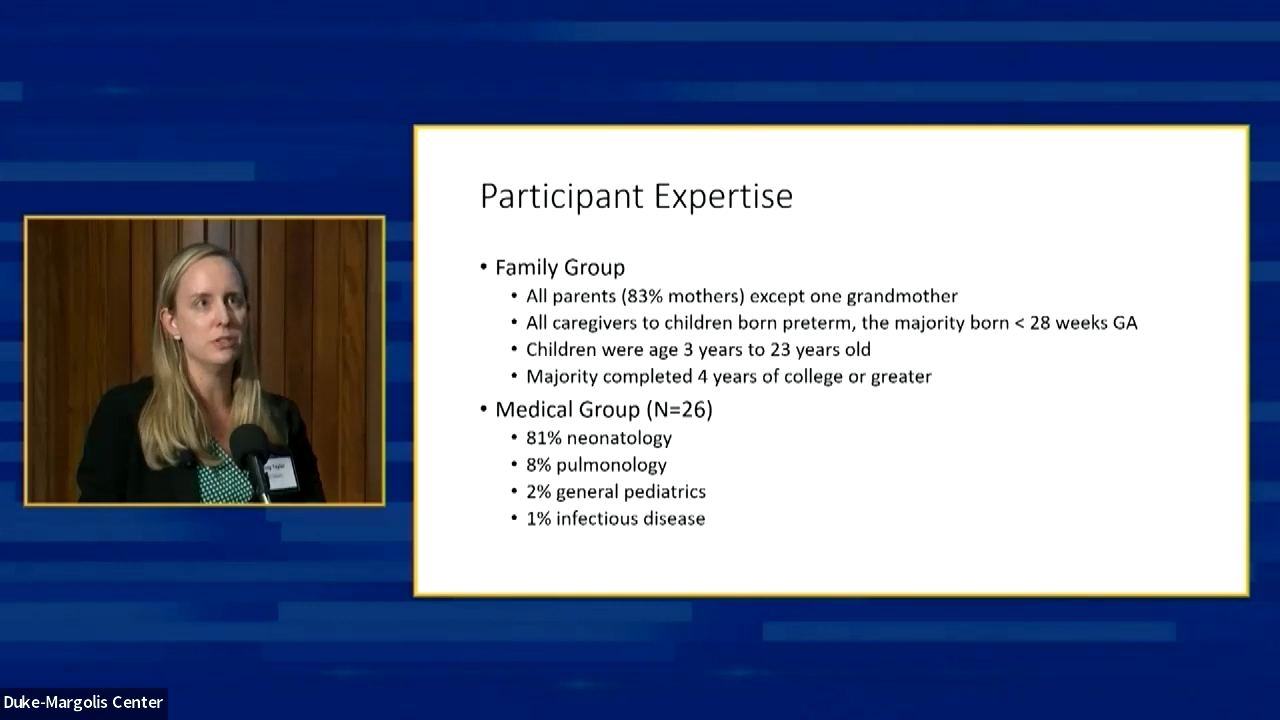 Participant Expertise
• Family Group
• All parents (83% mothers) except one grandmother
• All caregivers to children born preterm, the majority born < 28 weeks GA
• Children were age 3 years to 23 years old
• Majority completed 4 years of college or greater
• Medical Group (N=26)
• 81% neonatology
• 8% pulmonology
• 2% general pediatrics
• 1% infectious disease
Taylor
Duke-Margolis Center